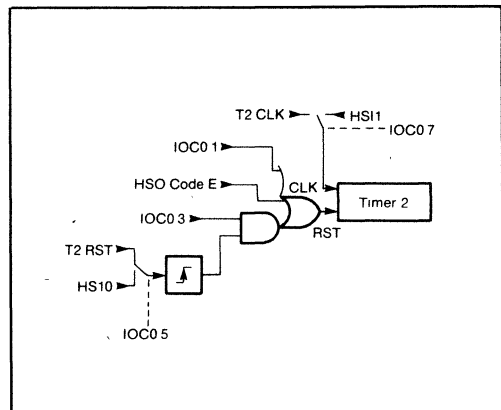 T2 CLK HSI1
IOC0 7
IOC0 1
HSO Code E
CLK
Timer 2
IOC0 3
RST
T2 RST
HS10
IOC0 5